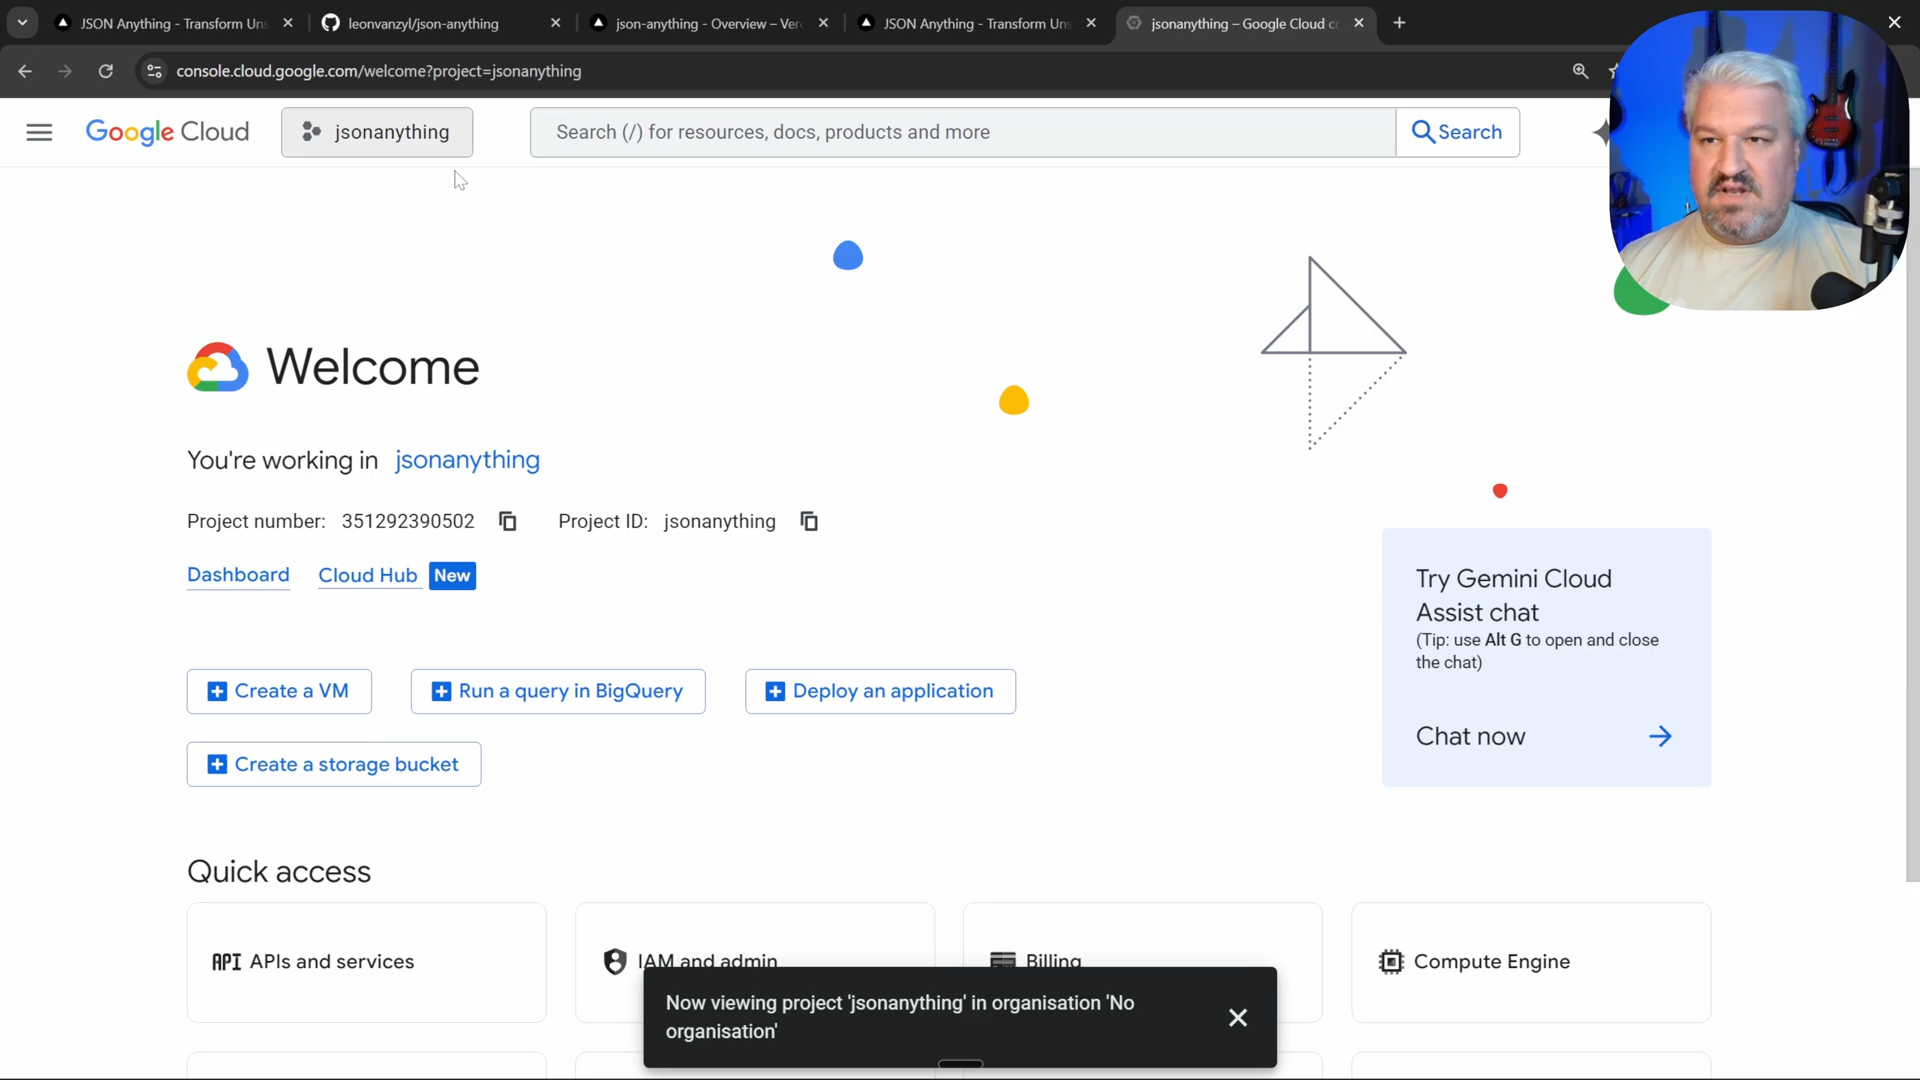 JSON Anything - Transform Uns
leonvanzyl/json-anything
json-anything - Overview – Ver
JSON Anything - Transform Uns
jsonanything – Google Cloud co
console.cloud.google.com/welcome?project=jsonanything
Google Cloud
jsonanything
Search (/) for resources, docs, products and more
Search
Welcome
You're working in jsonanything
Project number: 351292390502
Project ID: jsonanything
Dashboard
Cloud Hub
New
Try Gemini Cloud
Assist chat
(Tip: use Alt G to open and close
the chat)
Chat now
Create a VM
Run a query in BigQuery
Deploy an application
Create a storage bucket
Quick access
API APIs and services
IAM and admin
Billing
Compute Engine
Now viewing project 'jsonanything' in organisation 'No
organisation'